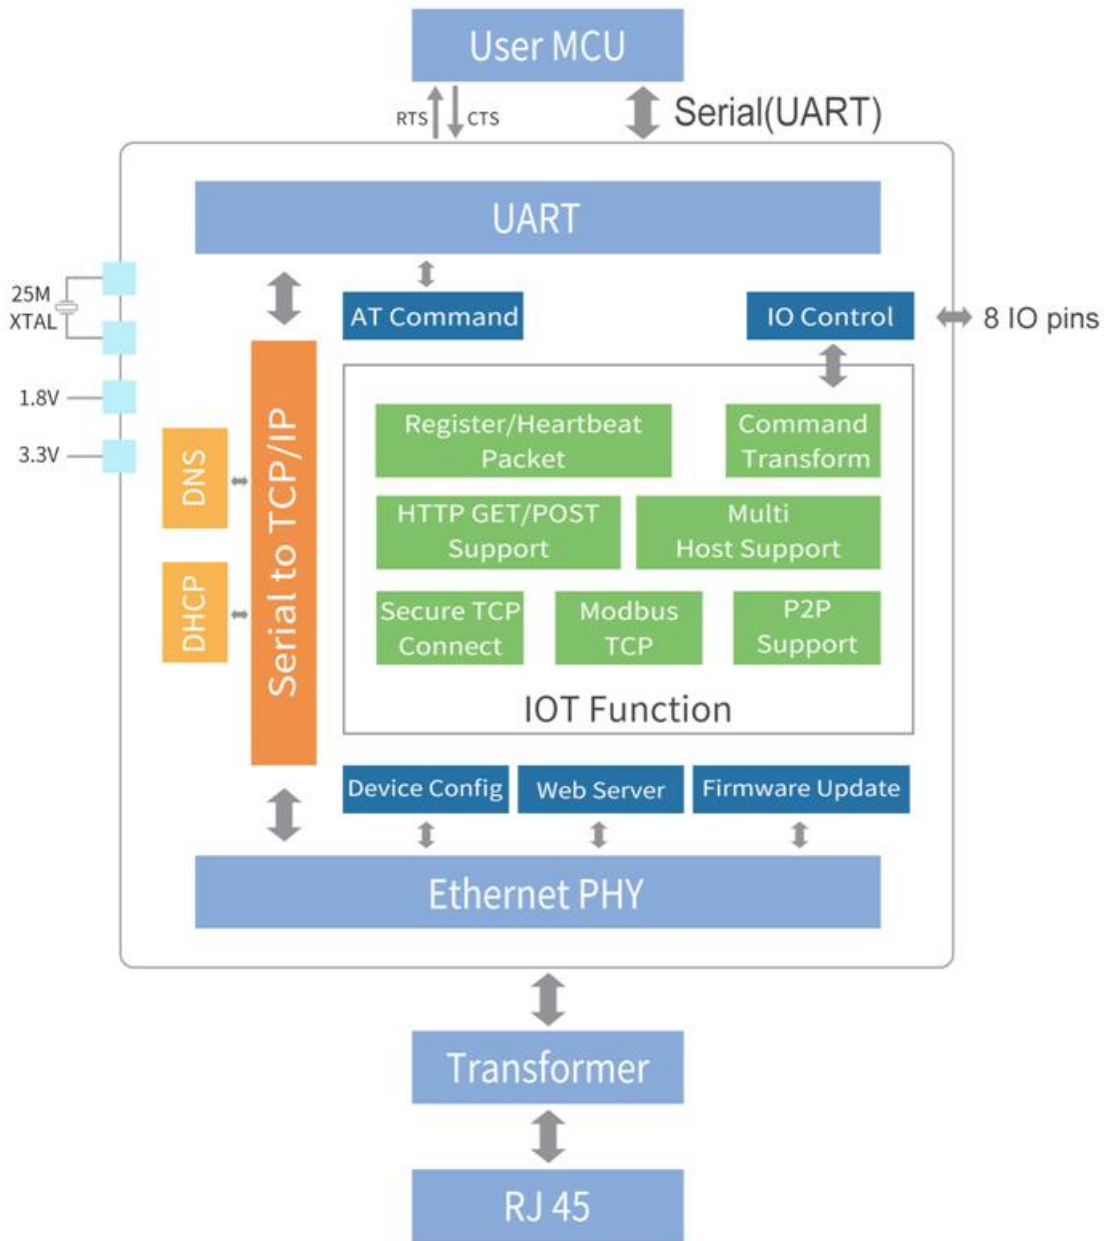 User MCU
RTS
CTS
Serial(UART)
UART
25M
XTAL
AT Command
IO Control
8 IO pins
1.8V
3.3V
DNS
DHCP
Serial to TCP/IP
Register/Heartbeat
Packet
Command
Transform
HTTP GET/POST
Support
Multi
Host Support
Secure TCP
Connect
Modbus
TCP
P2P
Support
IOT Function
Device Config
Web Server
Firmware Update
Ethernet PHY
Transformer
RJ 45